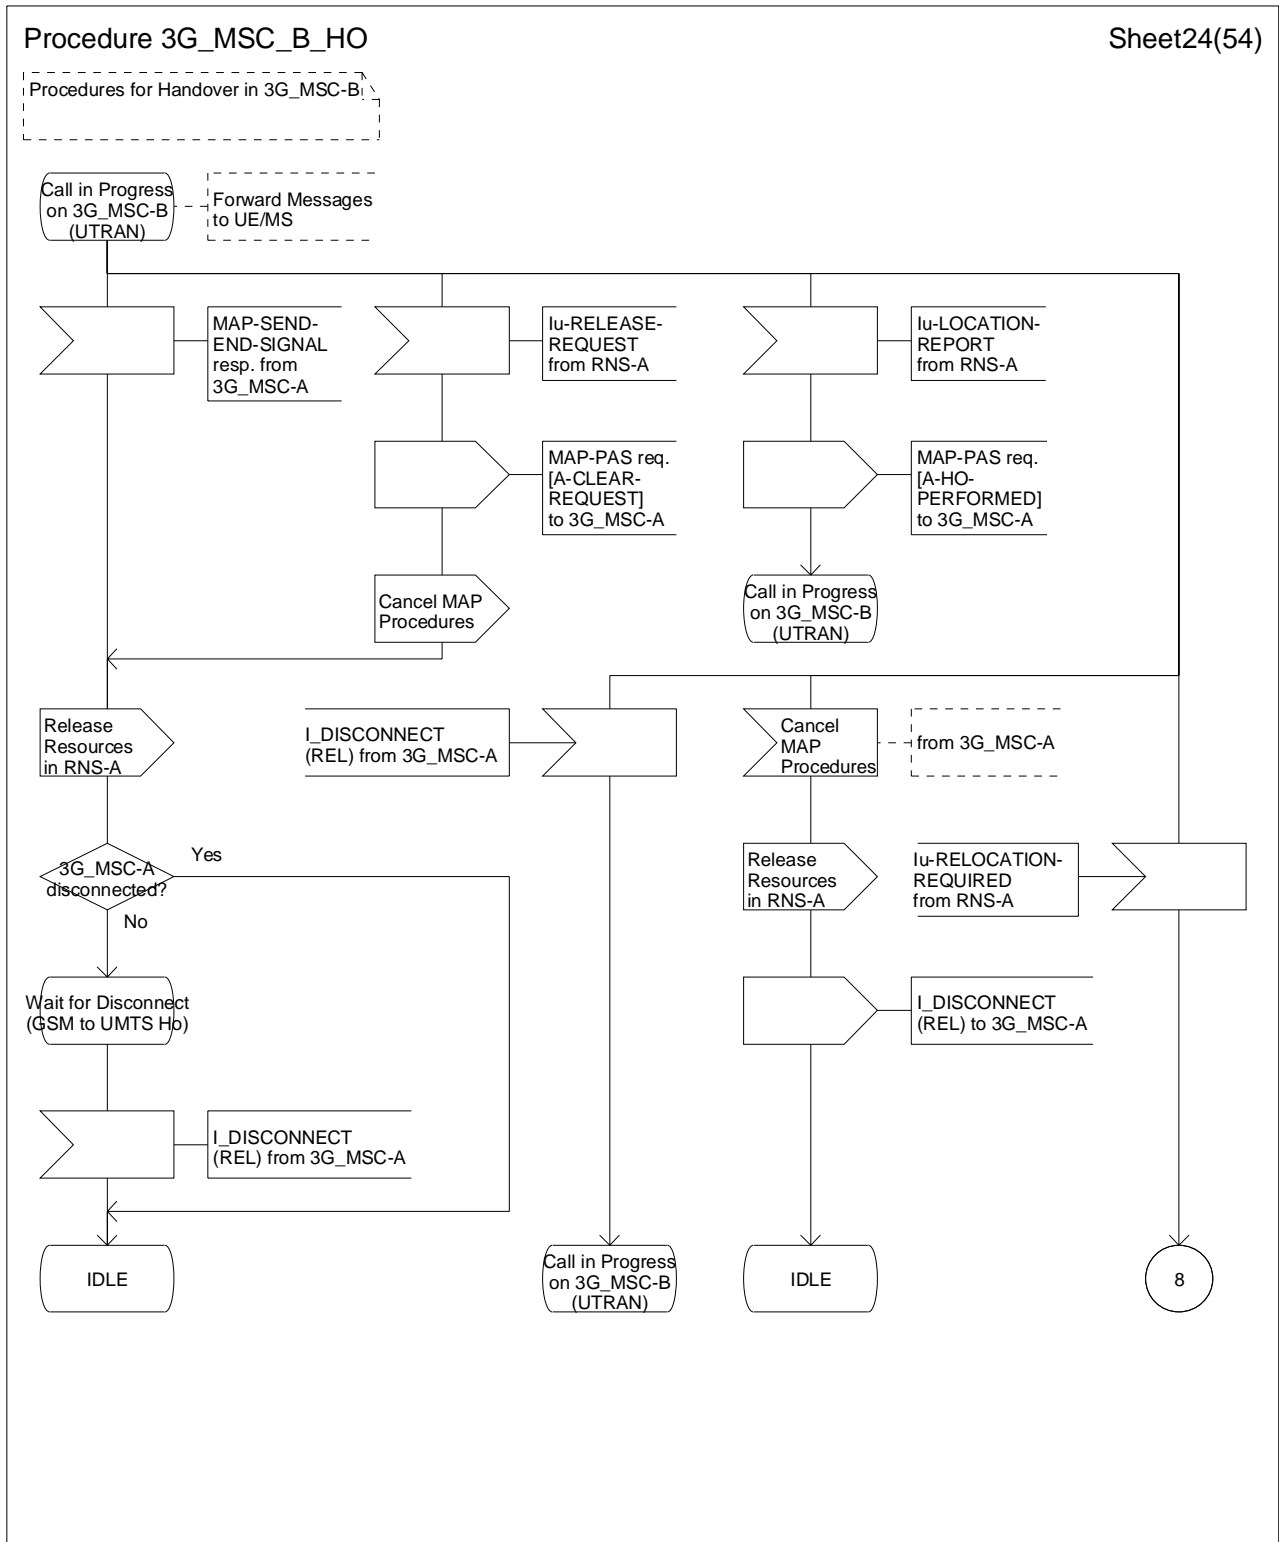 Procedure 3G_MSC_B_HO
Sheet24(54)
Procedures for Handover in 3G_MSC-B
Call in Progress
on 3G_MSC-B
(UTRAN)
Forward Messages
to UE/MS
MAP-SEND-
END-SIGNAL
resp. from
3G_MSC-A
Iu-RELEASE-
REQUEST
from RNS-A
Iu-LOCATION-
REPORT
from RNS-A
MAP-PAS req.
[A-CLEAR-
REQUEST]
to 3G_MSC-A
MAP-PAS req.
[A-HO-
PERFORMED]
to 3G_MSC-A
Cancel MAP
Procedures
Call in Progress
on 3G_MSC-B
(UTRAN)
Release
Resources
in RNS-A
I_DISCONNECT
(REL) from 3G_MSC-A
Cancel
MAP
Procedures
from 3G_MSC-A
3G_MSC-A
disconnected?
Yes
No
Release
Resources
in RNS-A
Iu-RELOCATION-
REQUIRED
from RNS-A
Wait for Disconnect
(GSM to UMTS Ho)
I_DISCONNECT
(REL) to 3G_MSC-A
I_DISCONNECT
(REL) from 3G_MSC-A
IDLE
Call in Progress
on 3G_MSC-B
(UTRAN)
IDLE
8